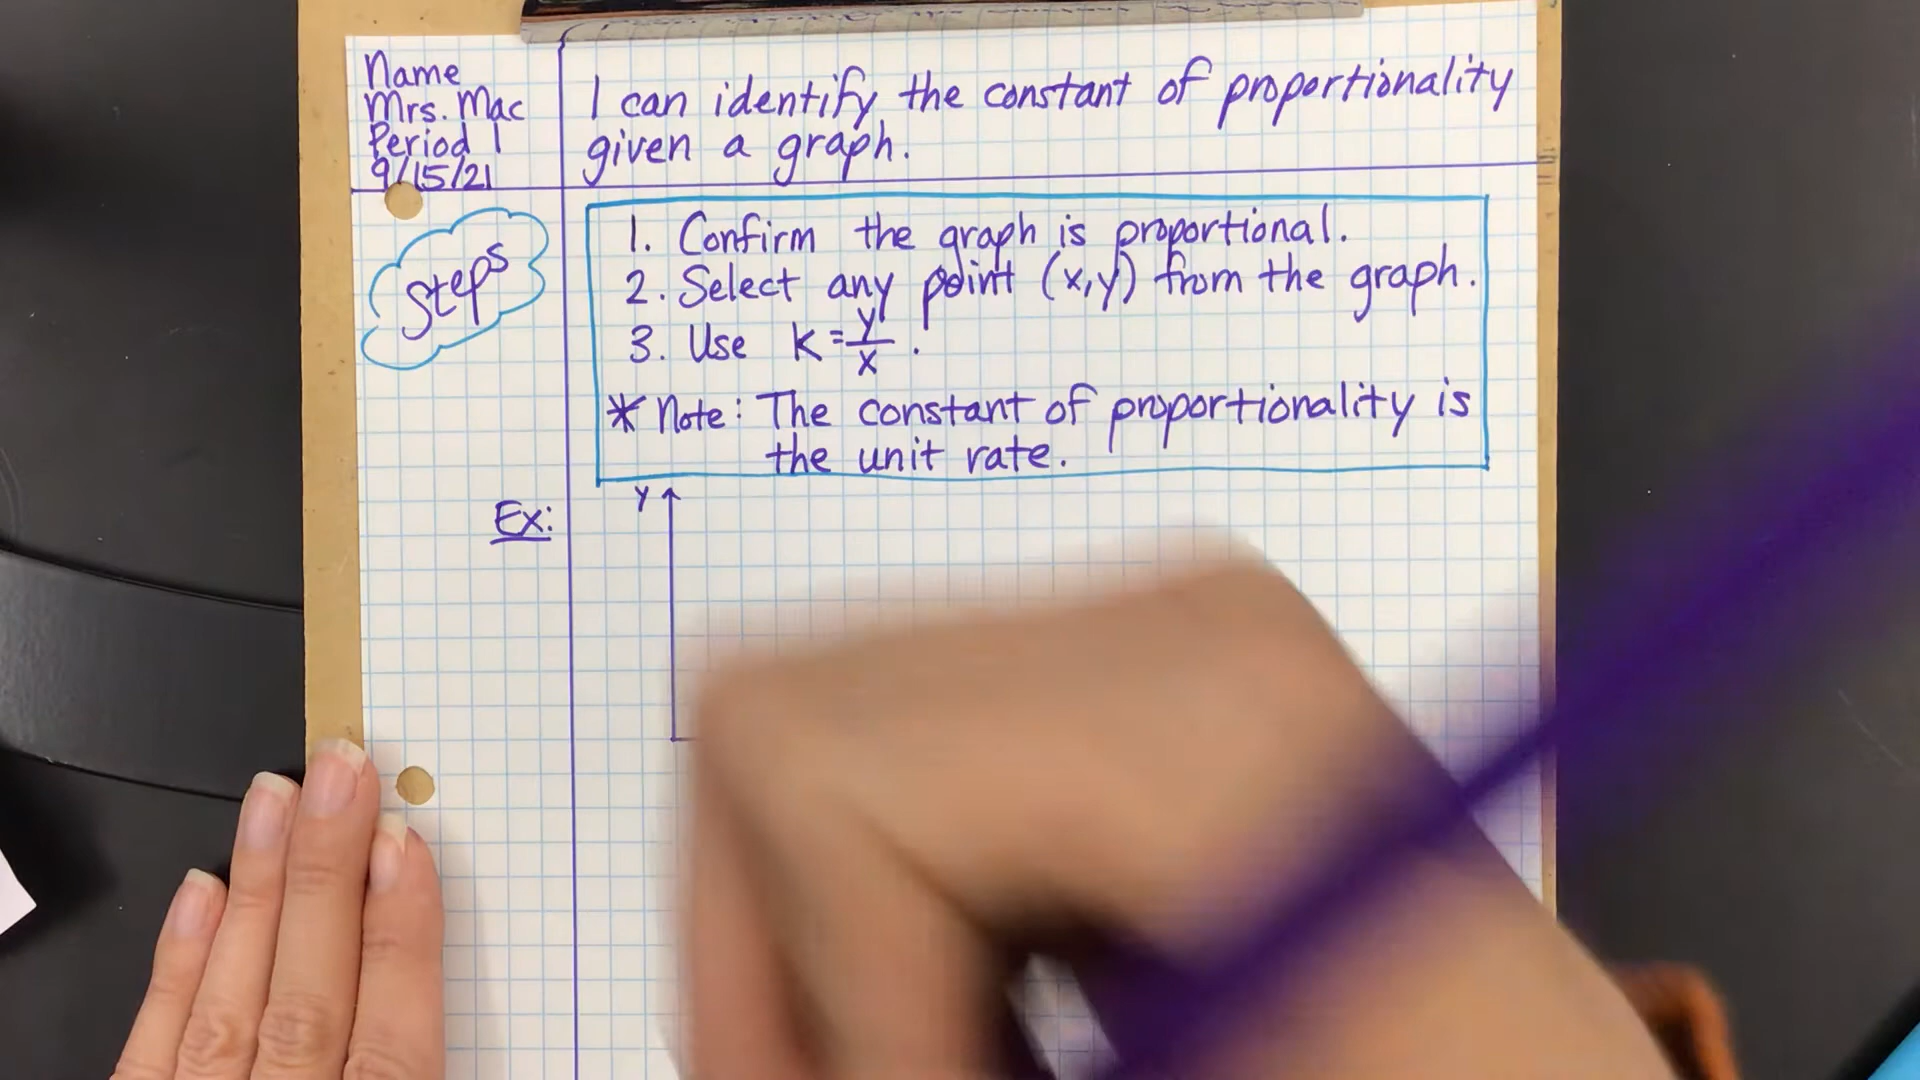 Name
Mrs. Mac
Period 1
9/15/21
I can identify the constant of proportionality
given a graph.
Steps
1. Confirm the graph is proportional.
2. Select any point (x,y) from the graph.
3. Use K=y/x.
* Note: The constant of proportionality is
the unit rate.
Ex:
y